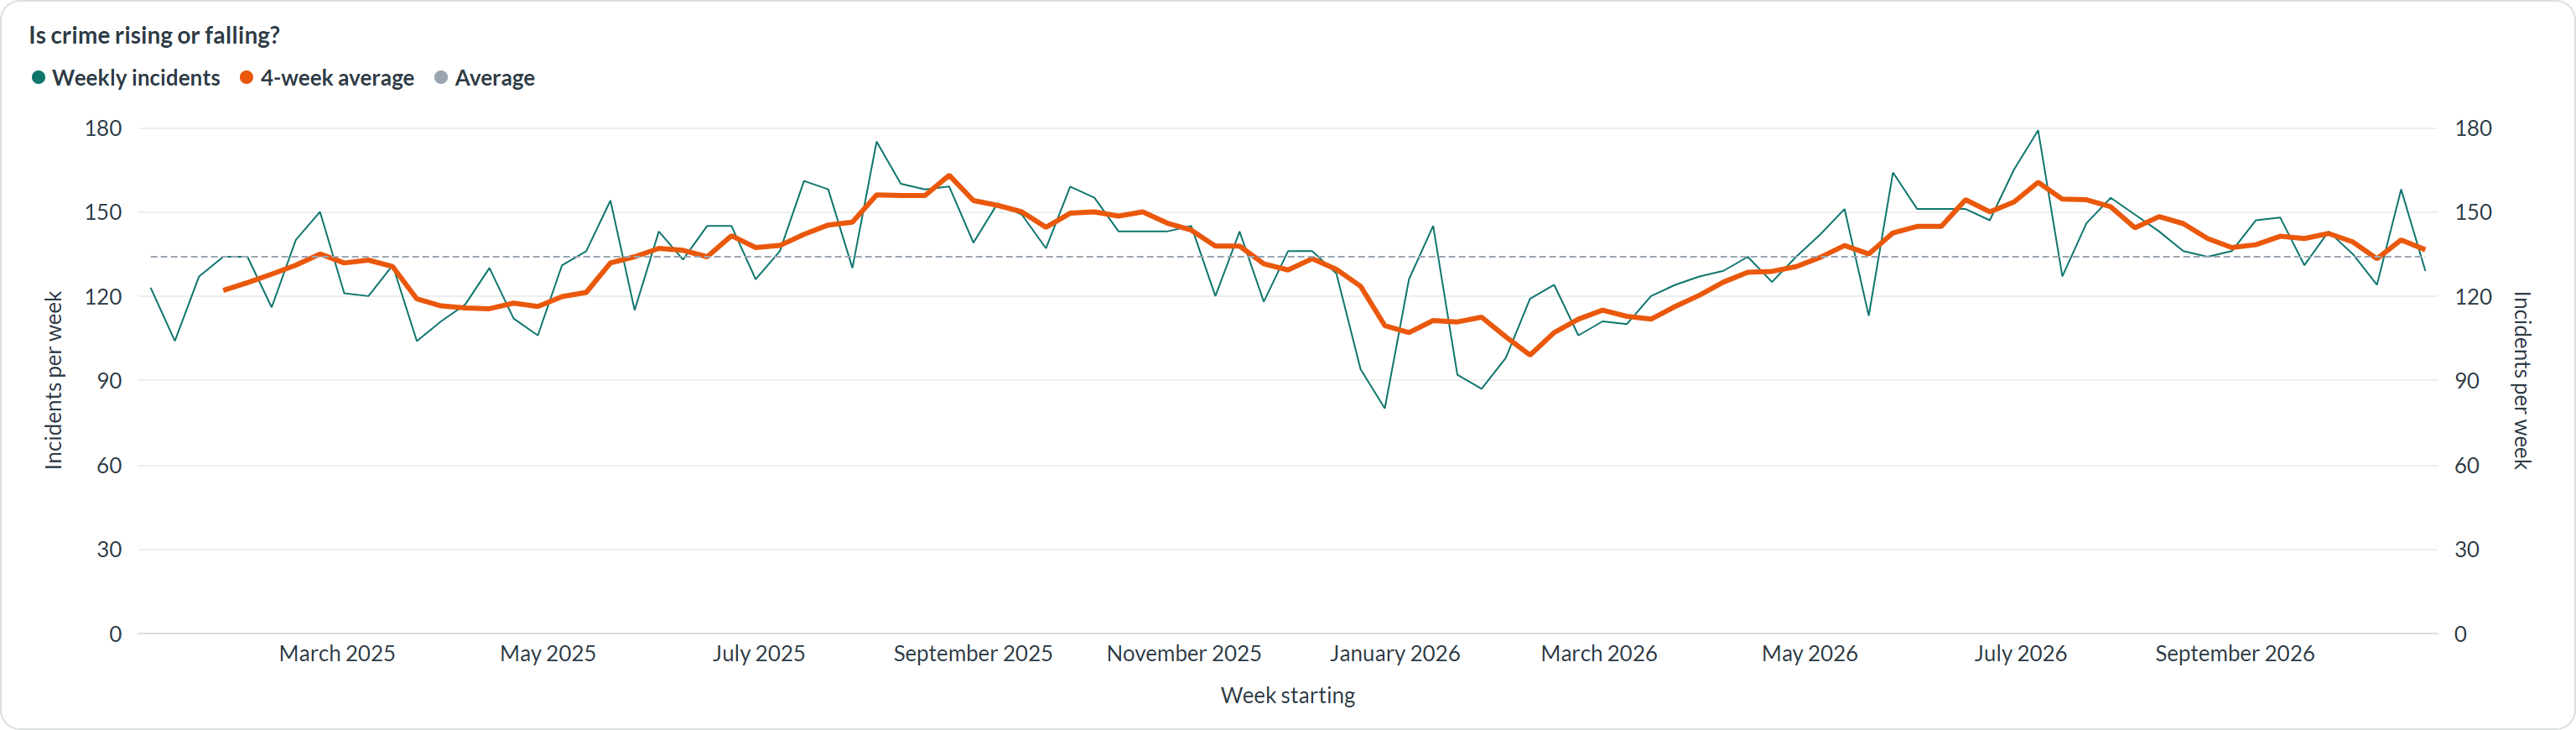 Is crime rising or falling?
Weekly incidents 4-week average Average
Incidents per week
180
150
120
90
60
30
0
180
150
120
90
60
30
0
Incidents per week
March 2025 May 2025 July 2025 September 2025 November 2025 January 2026 March 2026 May 2026 July 2026 September 2026
Week starting